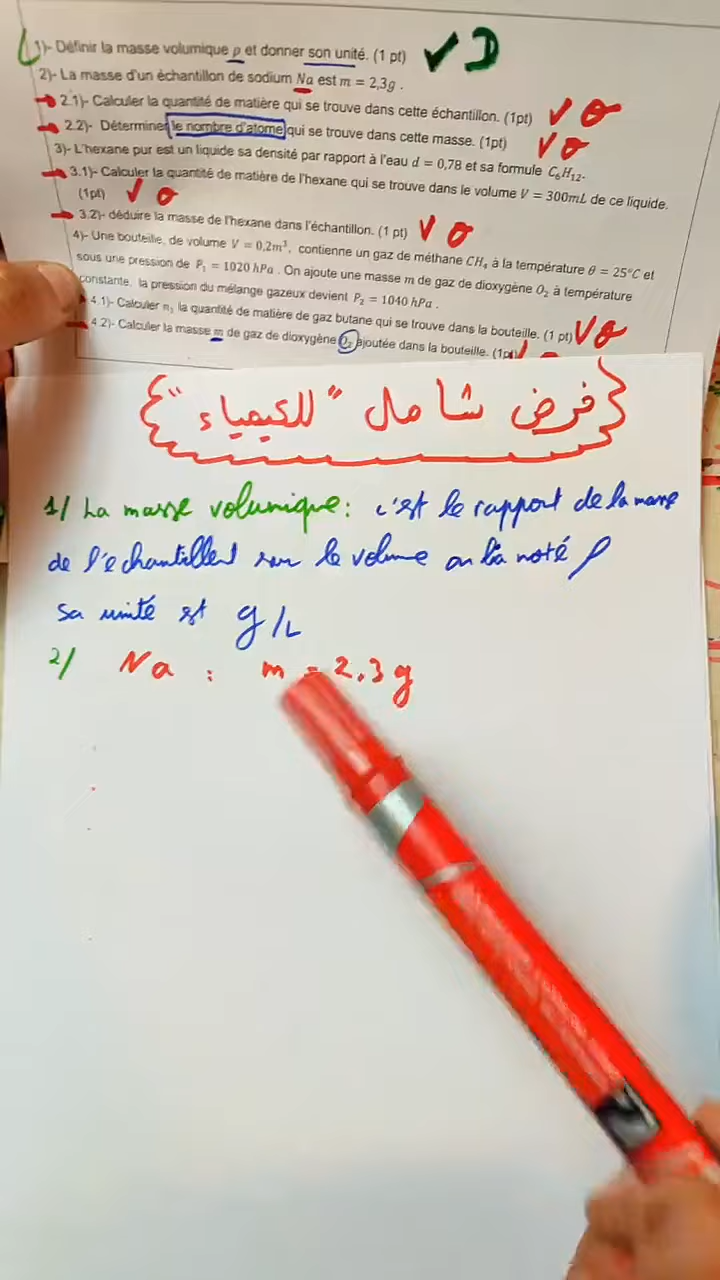 1)- Définir la masse volumique ρ et donner son unité. (1 pt)
2)- La masse d'un échantillon de sodium Na est m = 2,3g .
2.1)- Calculer la quantité de matière qui se trouve dans cette échantillon. (1pt)
2.2)- Déterminer le nombre d'atome qui se trouve dans cette masse. (1pt)
3)- L'hexane pur est un liquide sa densité par rapport à l'eau d = 0,78 et sa formule C₆H₁₂.
3.1)- Calculer la quantité de matière de l'hexane qui se trouve dans le volume V = 300mL de ce liquide.
(1pt)
3.2)- déduire la masse de l'hexane dans l'échantillon. (1 pt)
4)- Une bouteille, de volume V = 0,2m³, contienne un gaz de méthane CH₄ à la température θ = 25°C et
sous une pression de P₁ = 1020 hPa . On ajoute une masse m de gaz de dioxygène O₂ à température
constante, la pression du mélange gazeux devient P₂ = 1040 hPa .
4.1)- Calculer n₁ la quantité de matière de gaz butane qui se trouve dans la bouteille. (1 pt)
4.2)- Calculer la masse m de gaz de dioxygène O₂ ajoutée dans la bouteille. (1pt)
فرض شامل "للكيمياء"
1/ La masse volumique : c'est le rapport de la masse
de l'échantillent sur le volume on la noté ρ
sa unité est g/L
2/ Na : m = 2,3 g